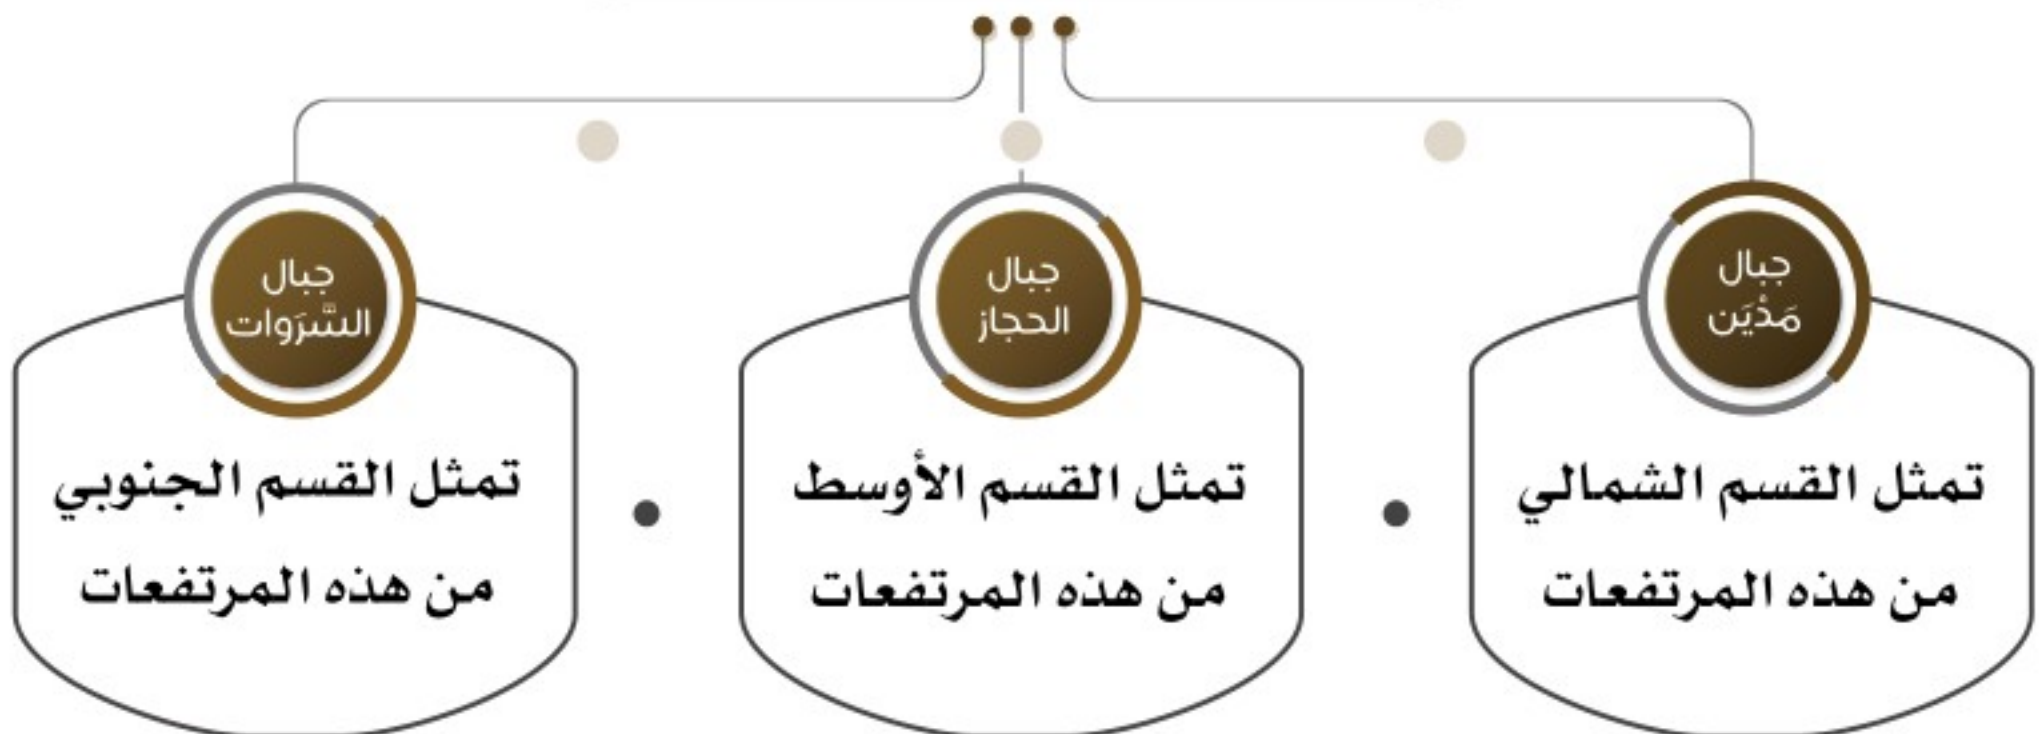 جبال
مَدْيَن
تمثل القسم الشمالي
من هذه المرتفعات
جبال
الحجاز
تمثل القسم الأوسط
من هذه المرتفعات
جبال
السَّرَوات
تمثل القسم الجنوبي
من هذه المرتفعات